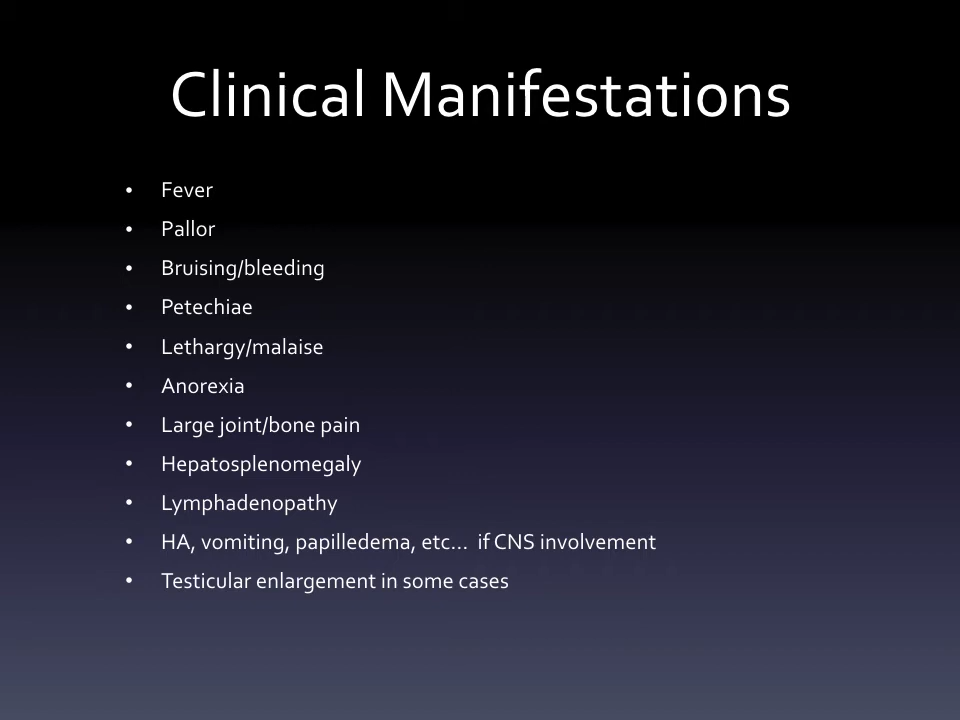 Clinical Manifestations
• Fever
• Pallor
• Bruising/bleeding
• Petechiae
• Lethargy/malaise
• Anorexia
• Large joint/bone pain
• Hepatosplenomegaly
• Lymphadenopathy
• HA, vomiting, papilledema, etc... if CNS involvement
• Testicular enlargement in some cases